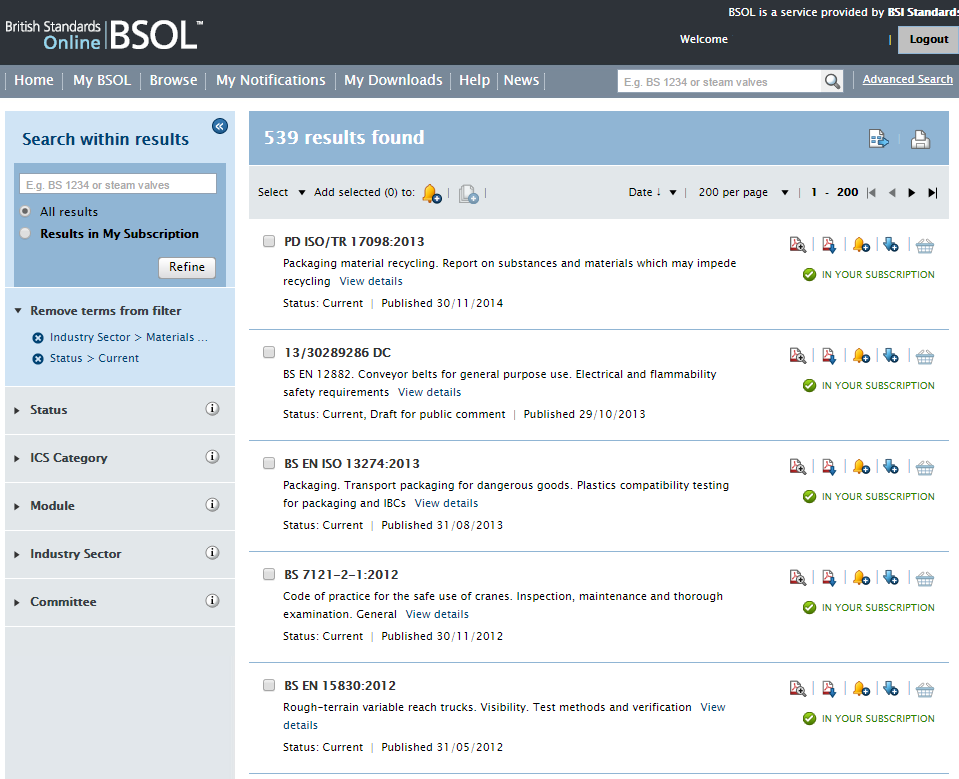 BSOL is a service provided by BSI Standards
British Standards
Online BSOL™
Welcome
Logout
Home My BSOL Browse My Notifications My Downloads Help News
E.g. BS 1234 or steam valves
Advanced Search
Search within results
E.g. BS 1234 or steam valves
All results
Results in My Subscription
Refine
Remove terms from filter
Industry Sector > Materials ...
Status > Current
Status
ICS Category
Module
Industry Sector
Committee
539 results found
Select Add selected (0) to: Date ↓ 200 per page 1 - 200
PD ISO/TR 17098:2013
Packaging material recycling. Report on substances and materials which may impede
recycling View details
Status: Current | Published 30/11/2014
IN YOUR SUBSCRIPTION
13/30289286 DC
BS EN 12882. Conveyor belts for general purpose use. Electrical and flammability
safety requirements View details
Status: Current, Draft for public comment | Published 29/10/2013
IN YOUR SUBSCRIPTION
BS EN ISO 13274:2013
Packaging. Transport packaging for dangerous goods. Plastics compatibility testing
for packaging and IBCs View details
Status: Current | Published 31/08/2013
IN YOUR SUBSCRIPTION
BS 7121-2-1:2012
Code of practice for the safe use of cranes. Inspection, maintenance and thorough
examination. General View details
Status: Current | Published 30/11/2012
IN YOUR SUBSCRIPTION
BS EN 15830:2012
Rough-terrain variable reach trucks. Visibility. Test methods and verification View
details
Status: Current | Published 31/05/2012
IN YOUR SUBSCRIPTION